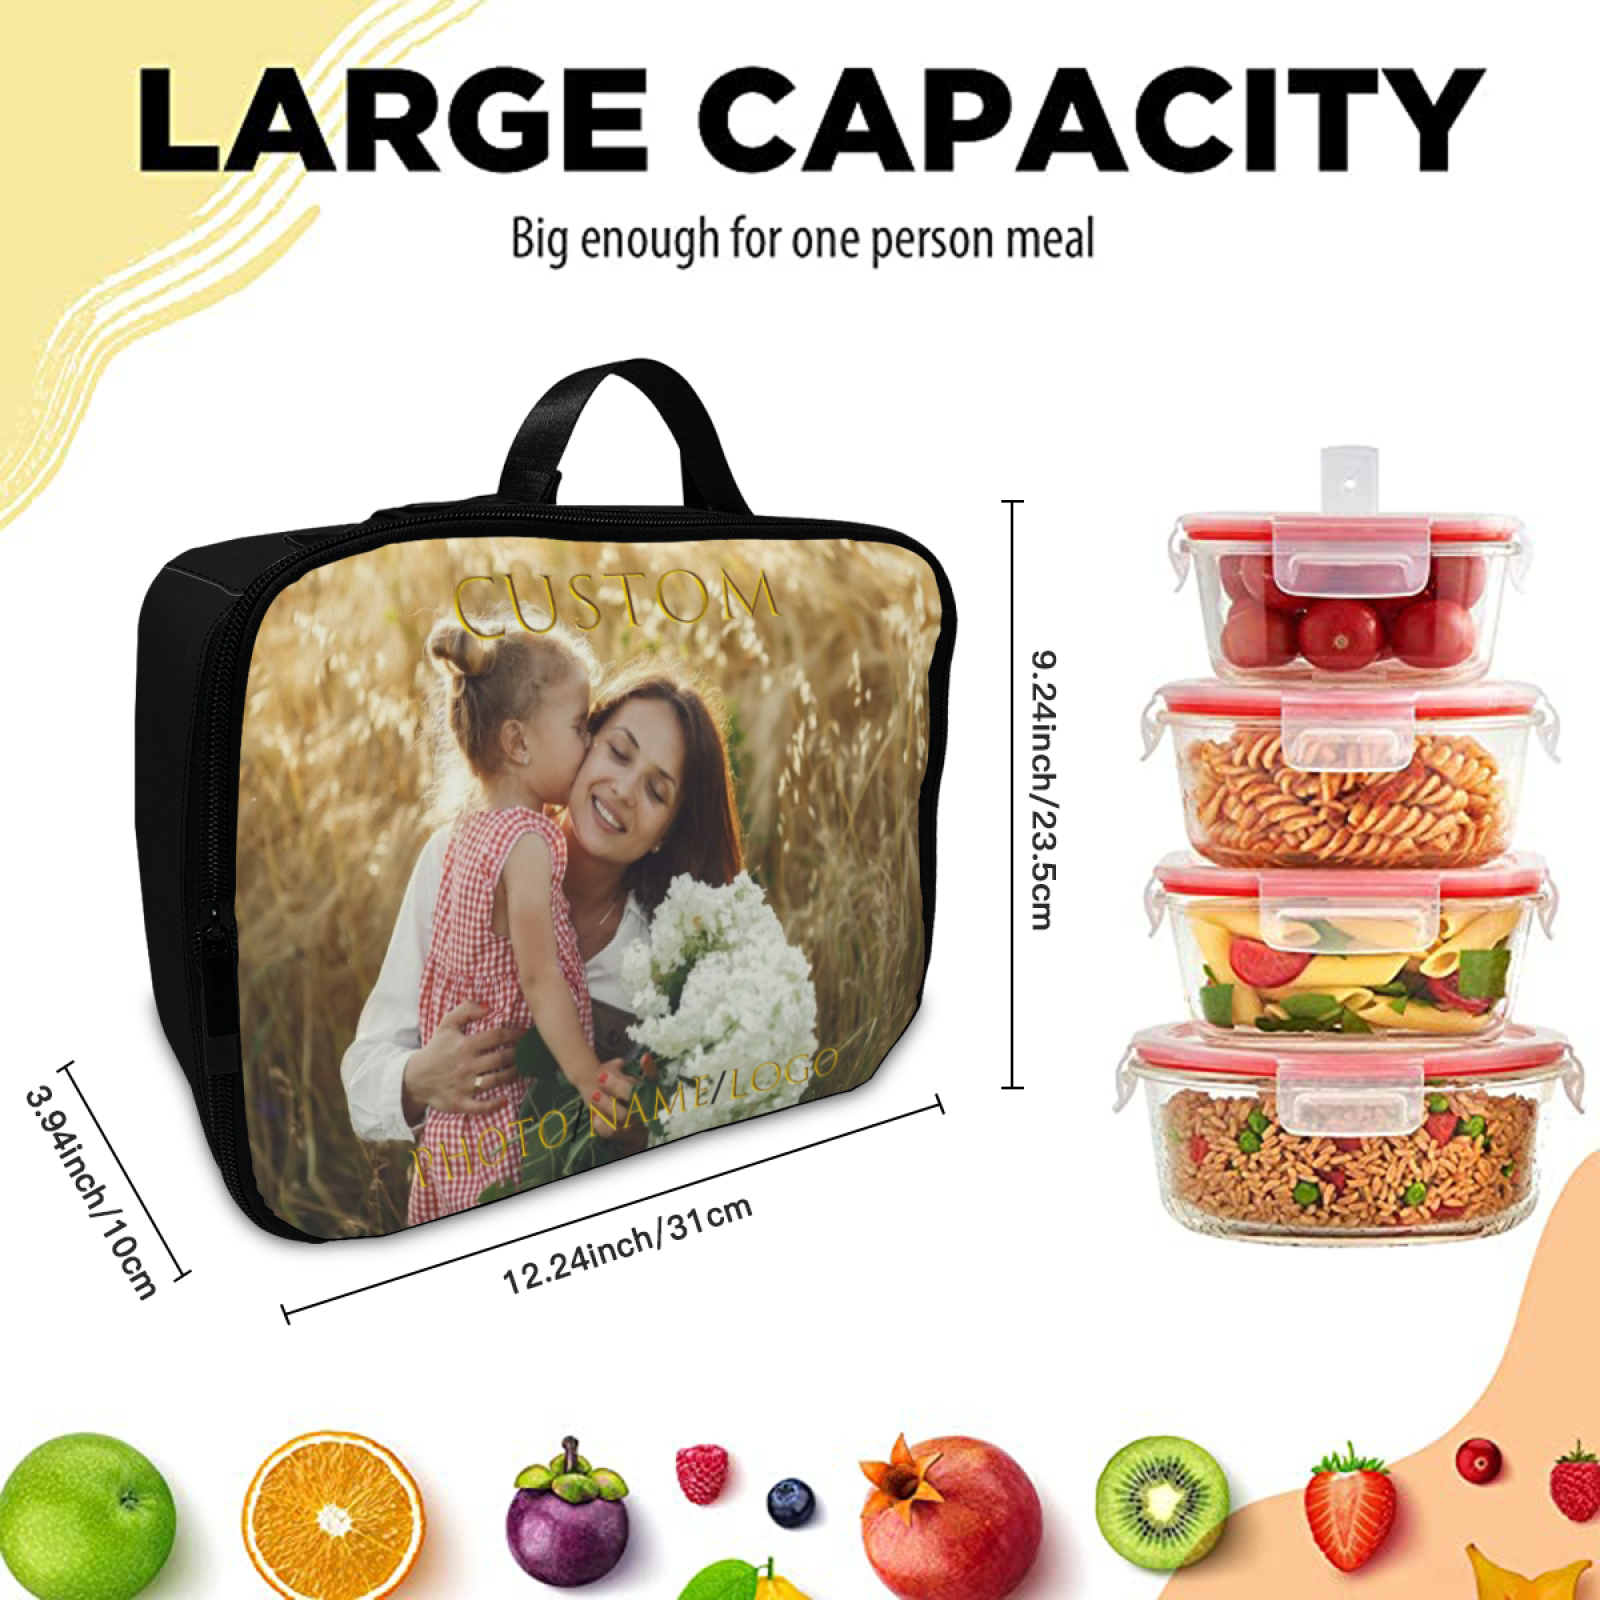 LARGE CAPACITY
Big enough for one person meal
CUSTOM
PHOTO/NAME/LOGO
9.24inch/23.5cm
3.94inch/10cm
12.24inch/31cm